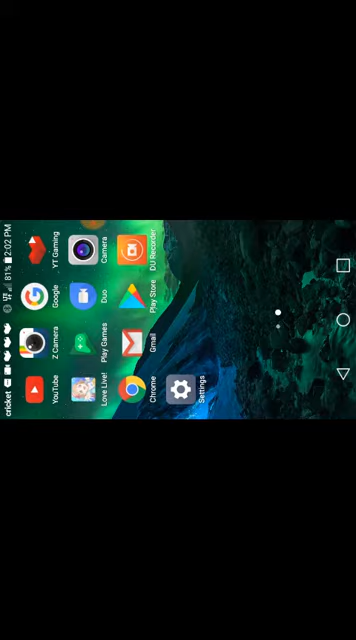 cricket 81% 2:02 PM
YouTube Z Camera Google YT Gaming
Love Live! Play Games Duo Camera
Chrome Gmail Play Store DU Recorder
Settings